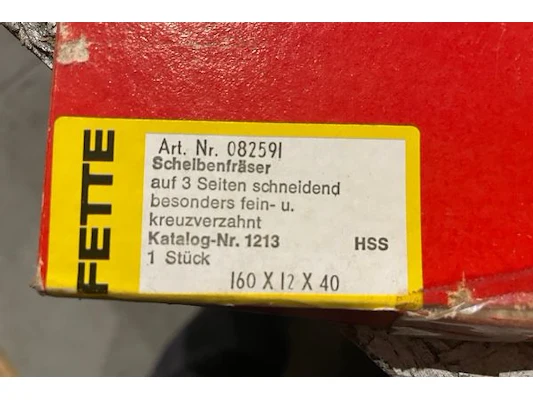 FETTE
Art. Nr. 082591
Scheibenfräser
auf 3 Seiten schneidend
besonders fein- u.
kreuzverzahnt
Katalog-Nr. 1213 HSS
1 Stück
160 X 12 X 40